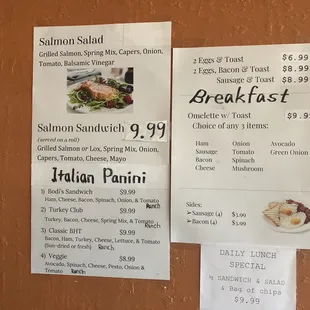 Salmon Salad
Grilled Salmon, Spring Mix, Capers, Onion,
Tomato, Balsamic Vinegar
Salmon Sandwich 9.99
(served on a roll)
Grilled Salmon or Lox, Spring Mix, Onion,
Capers, Tomato, Cheese, Mayo
Italian Panini
1) Bodi's Sandwich $9.99
Ham, Cheese, Bacon, Spinach, Onion, & Tomato
Ranch
2) Turkey Club $9.99
Turkey, Bacon, Cheese, Spring Mix, & Tomato
Ranch
3) Classic BHT $9.99
Bacon, Ham, Turkey, Cheese, Lettuce, & Tomato
(Sun-dried or fresh) Ranch
4) Veggie $8.99
Avocado, Spinach, Cheese, Pesto, Onion &
Tomato Ranch
2 Eggs & Toast $6.99
2 Eggs, Bacon & Toast $8.99
Sausage & Toast $8.99
Breakfast
Omelette w/ Toast $9.9
Choice of any 3 items:
Ham Onion Avocado
Sausage Tomato Green Onion
Bacon Spinach
Cheese Mushroom
Sides:
Sausage (4) $3.99
Bacon (4) $3.99
DAILY LUNCH
SPECIAL
½ SANDWICH & SALAD
& Bag of chips
$9.99